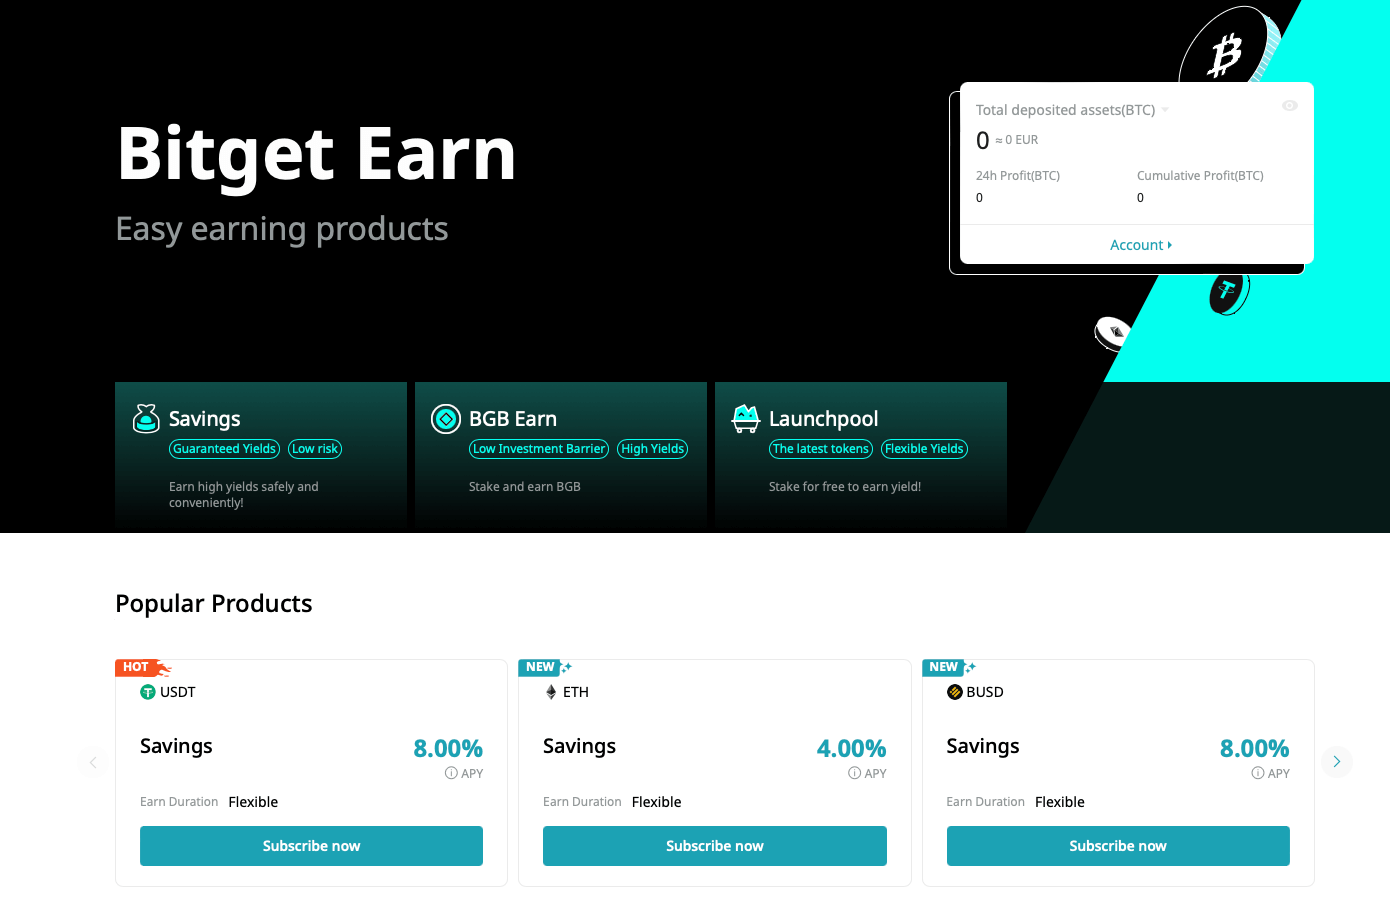 Bitget Earn
Easy earning products
Total deposited assets(BTC)
0 ≈ 0 EUR
24h Profit(BTC) Cumulative Profit(BTC)
0 0
Account
Savings
Guaranteed Yields Low risk
Earn high yields safely and
conveniently!
BGB Earn
Low Investment Barrier High Yields
Stake and earn BGB
Launchpool
The latest tokens Flexible Yields
Stake for free to earn yield!
Popular Products
HOT
USDT
Savings 8.00%
APY
Earn Duration Flexible
Subscribe now
NEW
ETH
Savings 4.00%
APY
Earn Duration Flexible
Subscribe now
NEW
BUSD
Savings 8.00%
APY
Earn Duration Flexible
Subscribe now